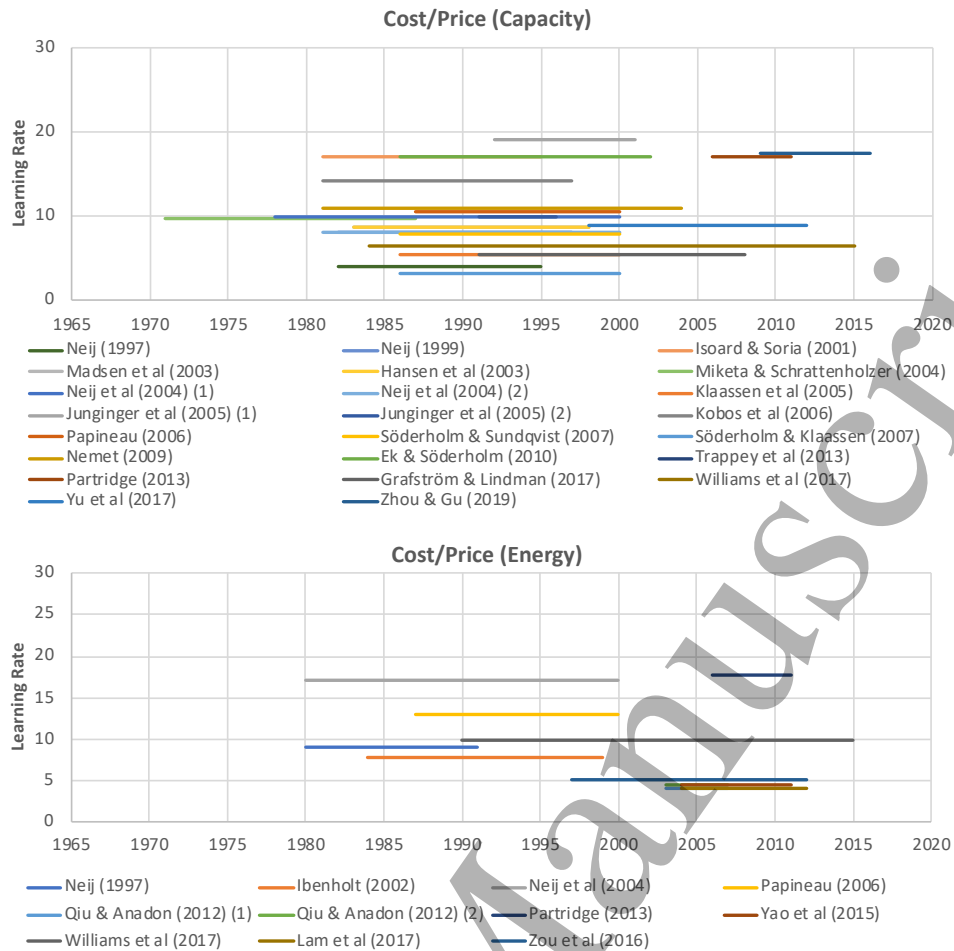 Cost/Price (Capacity)
30
20
10
0
Learning Rate
1965 1970 1975 1980 1985 1990 1995 2000 2005 2010 2015 2020
Neij (1997) Neij (1999) Isoard & Soria (2001)
Madsen et al (2003) Hansen et al (2003) Miketa & Schrattenholzer (2004)
Neij et al (2004) (1) Neij et al (2004) (2) Klaassen et al (2005)
Junginger et al (2005) (1) Junginger et al (2005) (2) Kobos et al (2006)
Papineau (2006) Söderholm & Sundqvist (2007) Söderholm & Klaassen (2007)
Nemet (2009) Ek & Söderholm (2010) Trappey et al (2013)
Partridge (2013) Grafström & Lindman (2017) Williams et al (2017)
Yu et al (2017) Zhou & Gu (2019)
Cost/Price (Energy)
30
25
20
15
10
5
0
Learning Rate
1965 1970 1975 1980 1985 1990 1995 2000 2005 2010 2015 2020
Neij (1997) Ibenholt (2002) Neij et al (2004) Papineau (2006)
Qiu & Anadon (2012) (1) Qiu & Anadon (2012) (2) Partridge (2013) Yao et al (2015)
Williams et al (2017) Lam et al (2017) Zou et al (2016)
Manuscri